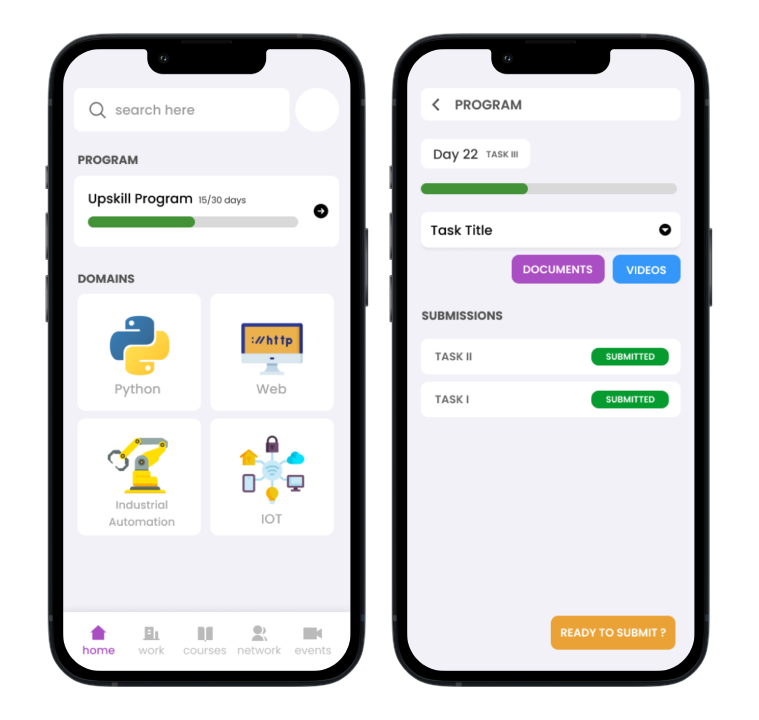 search here
PROGRAM
Upskill Program 15/30 days
DOMAINS
://http
Python
Web
Industrial
Automation
IOT
home
work
courses
network
events
PROGRAM
Day 22 TASK III
Task Title
DOCUMENTS
VIDEOS
SUBMISSIONS
TASK II
SUBMITTED
TASK I
SUBMITTED
READY TO SUBMIT ?